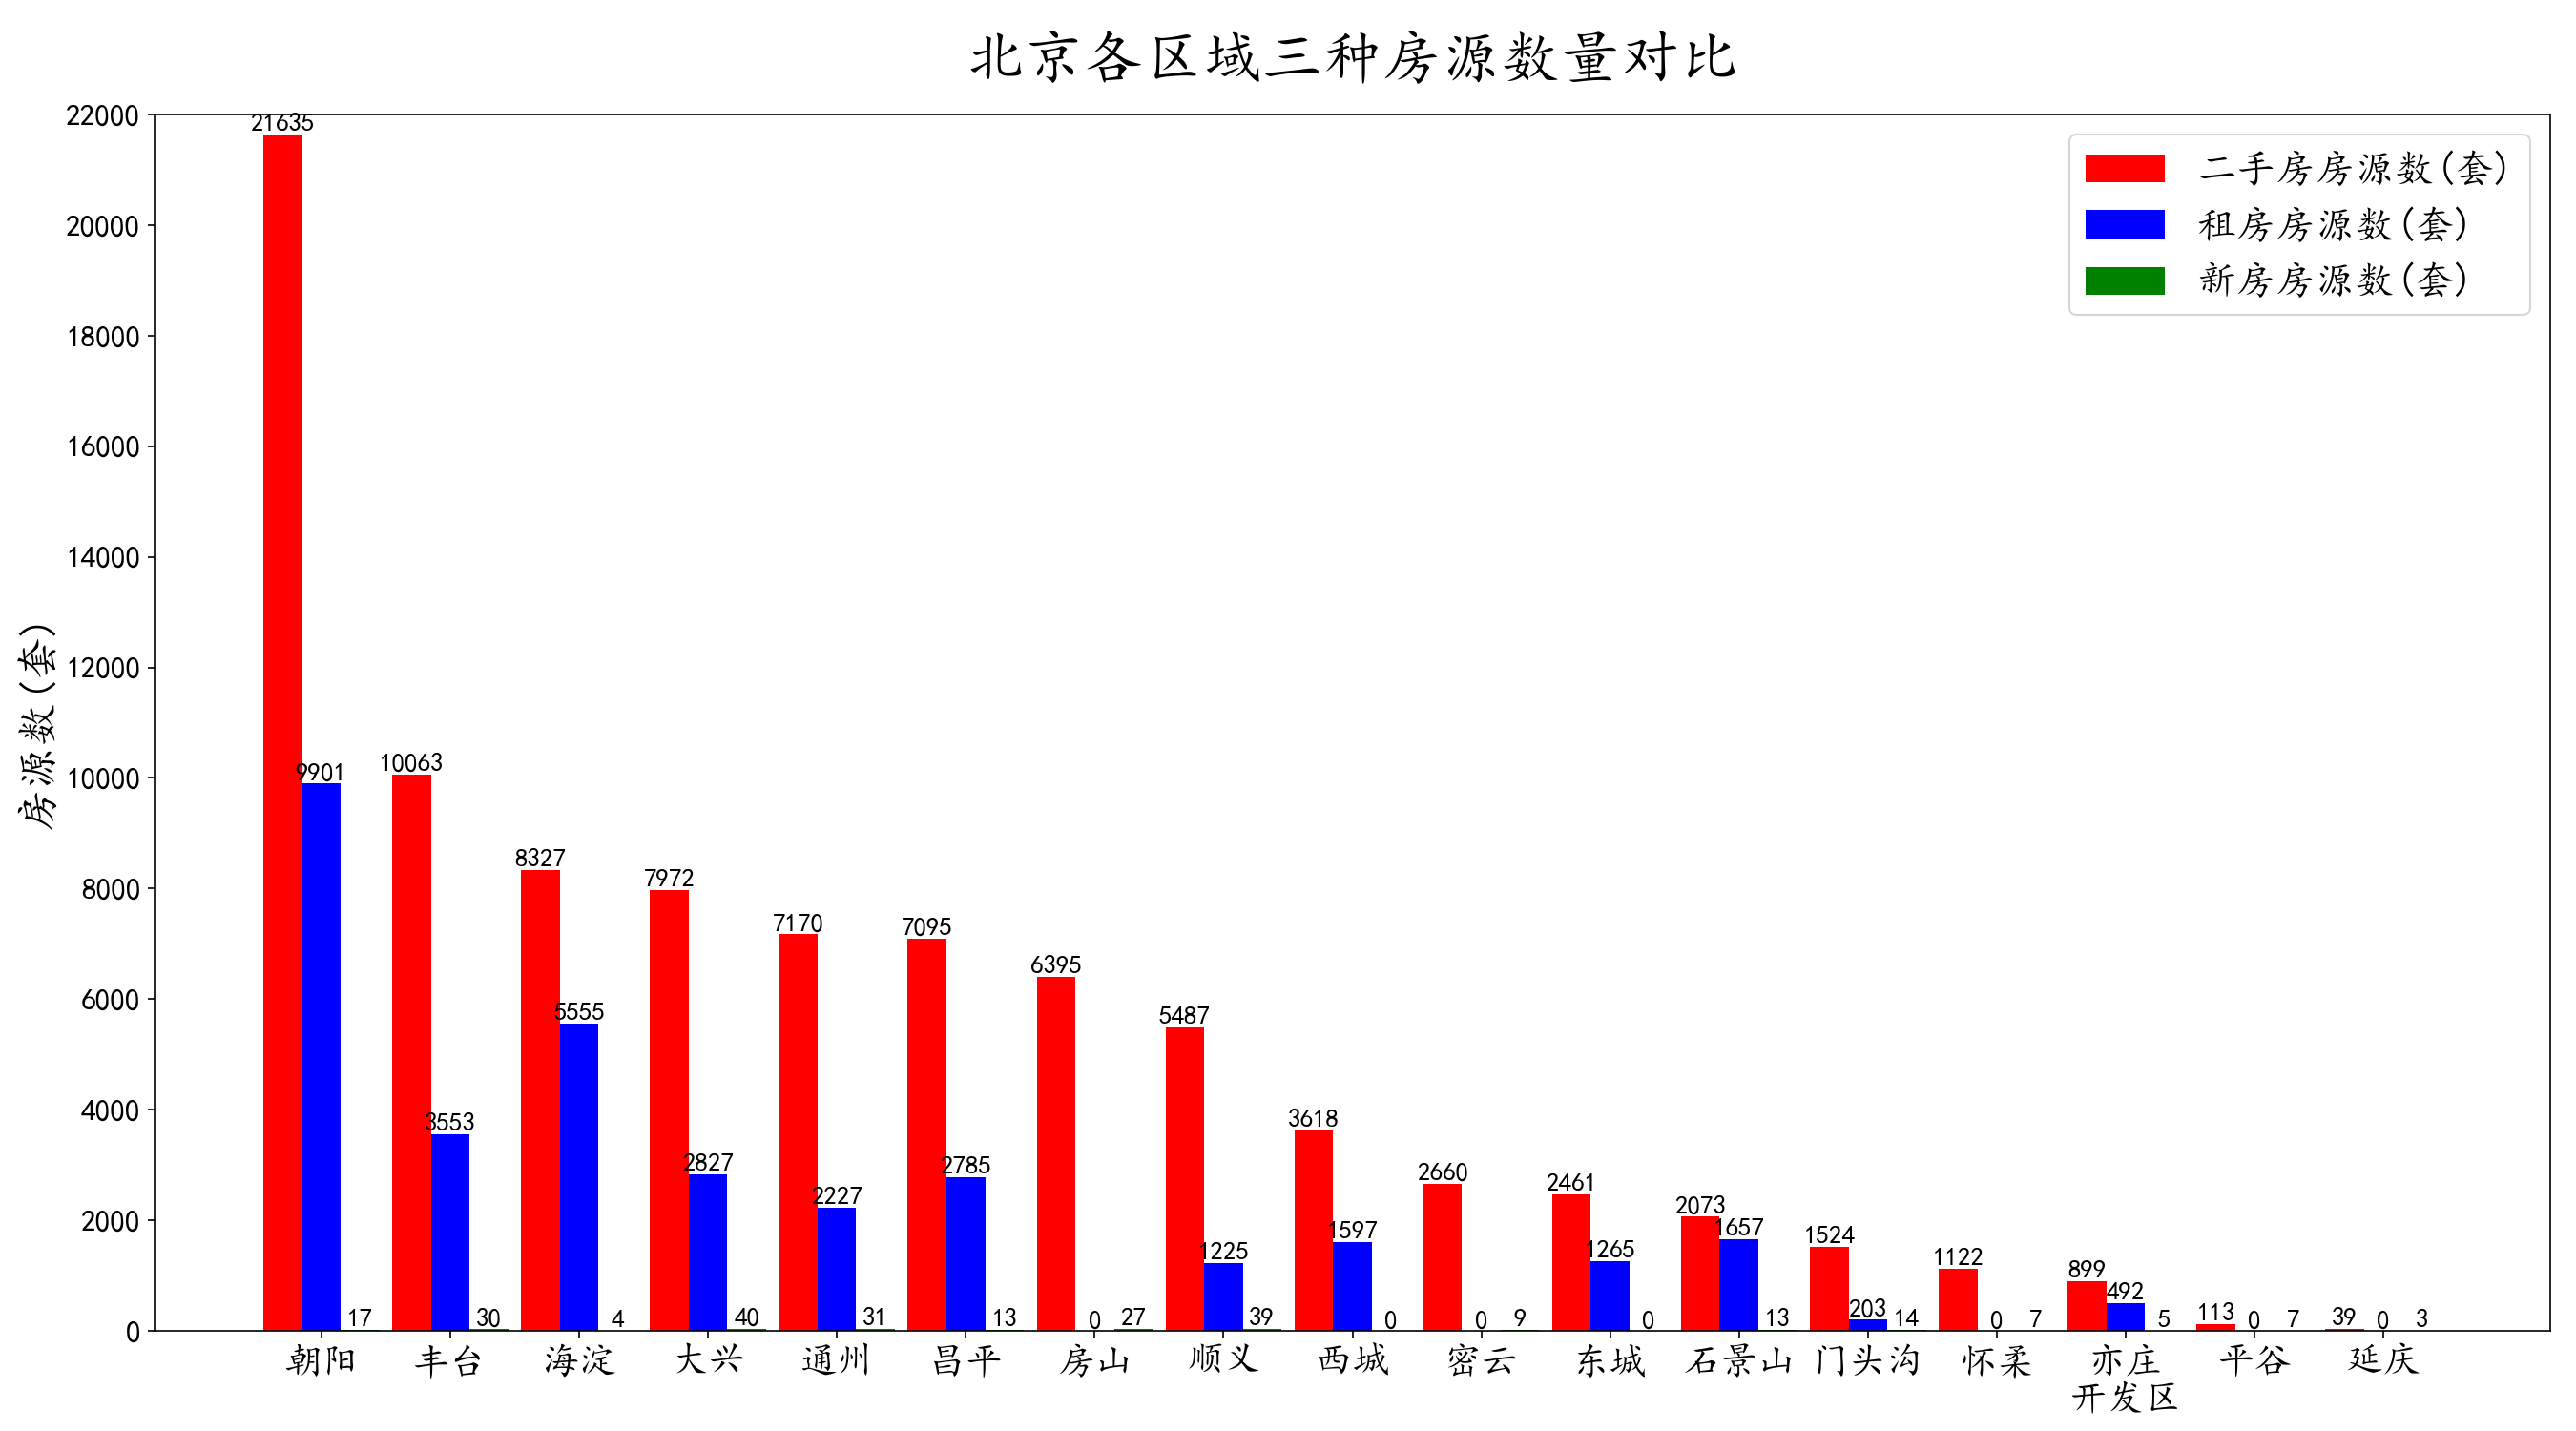 北京各区域三种房源数量对比
二手房房源数(套)
租房房源数(套)
新房房源数(套)
房源数(套)
22000
20000
18000
16000
14000
12000
10000
8000
6000
4000
2000
0
21635
9901
17
10063
3553
30
8327
5555
4
7972
2827
40
7170
2227
31
7095
2785
13
6395
0
27
5487
1225
39
3618
1597
0
2660
0
9
2461
1265
0
2073
1657
13
1524
203
14
1122
0
7
899
492
5
113
0
7
39
0
3
朝阳
丰台
海淀
大兴
通州
昌平
房山
顺义
西城
密云
东城
石景山
门头沟
怀柔
亦庄
开发区
平谷
延庆